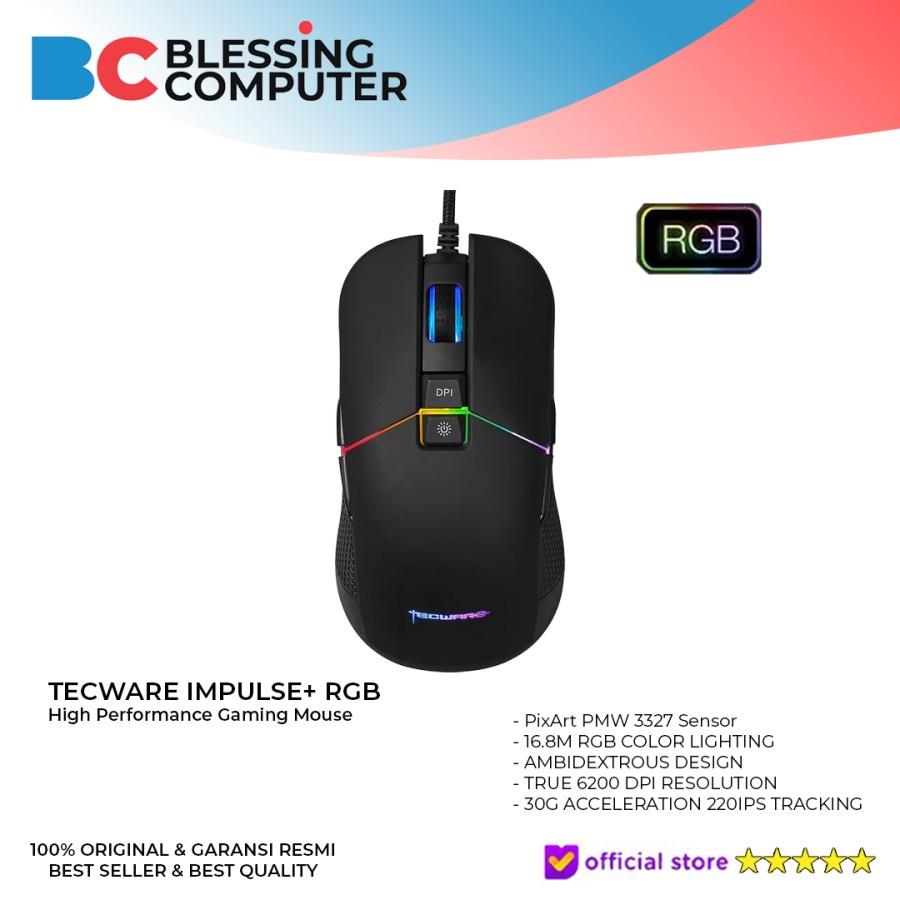 BC BLESSING
COMPUTER
RGB
DPI
TECWARE
TECWARE IMPULSE+ RGB
High Performance Gaming Mouse
- PixArt PMW 3327 Sensor
- 16.8M RGB COLOR LIGHTING
- AMBIDEXTROUS DESIGN
- TRUE 6200 DPI RESOLUTION
- 30G ACCELERATION 220IPS TRACKING
100% ORIGINAL & GARANSI RESMI
BEST SELLER & BEST QUALITY
official store